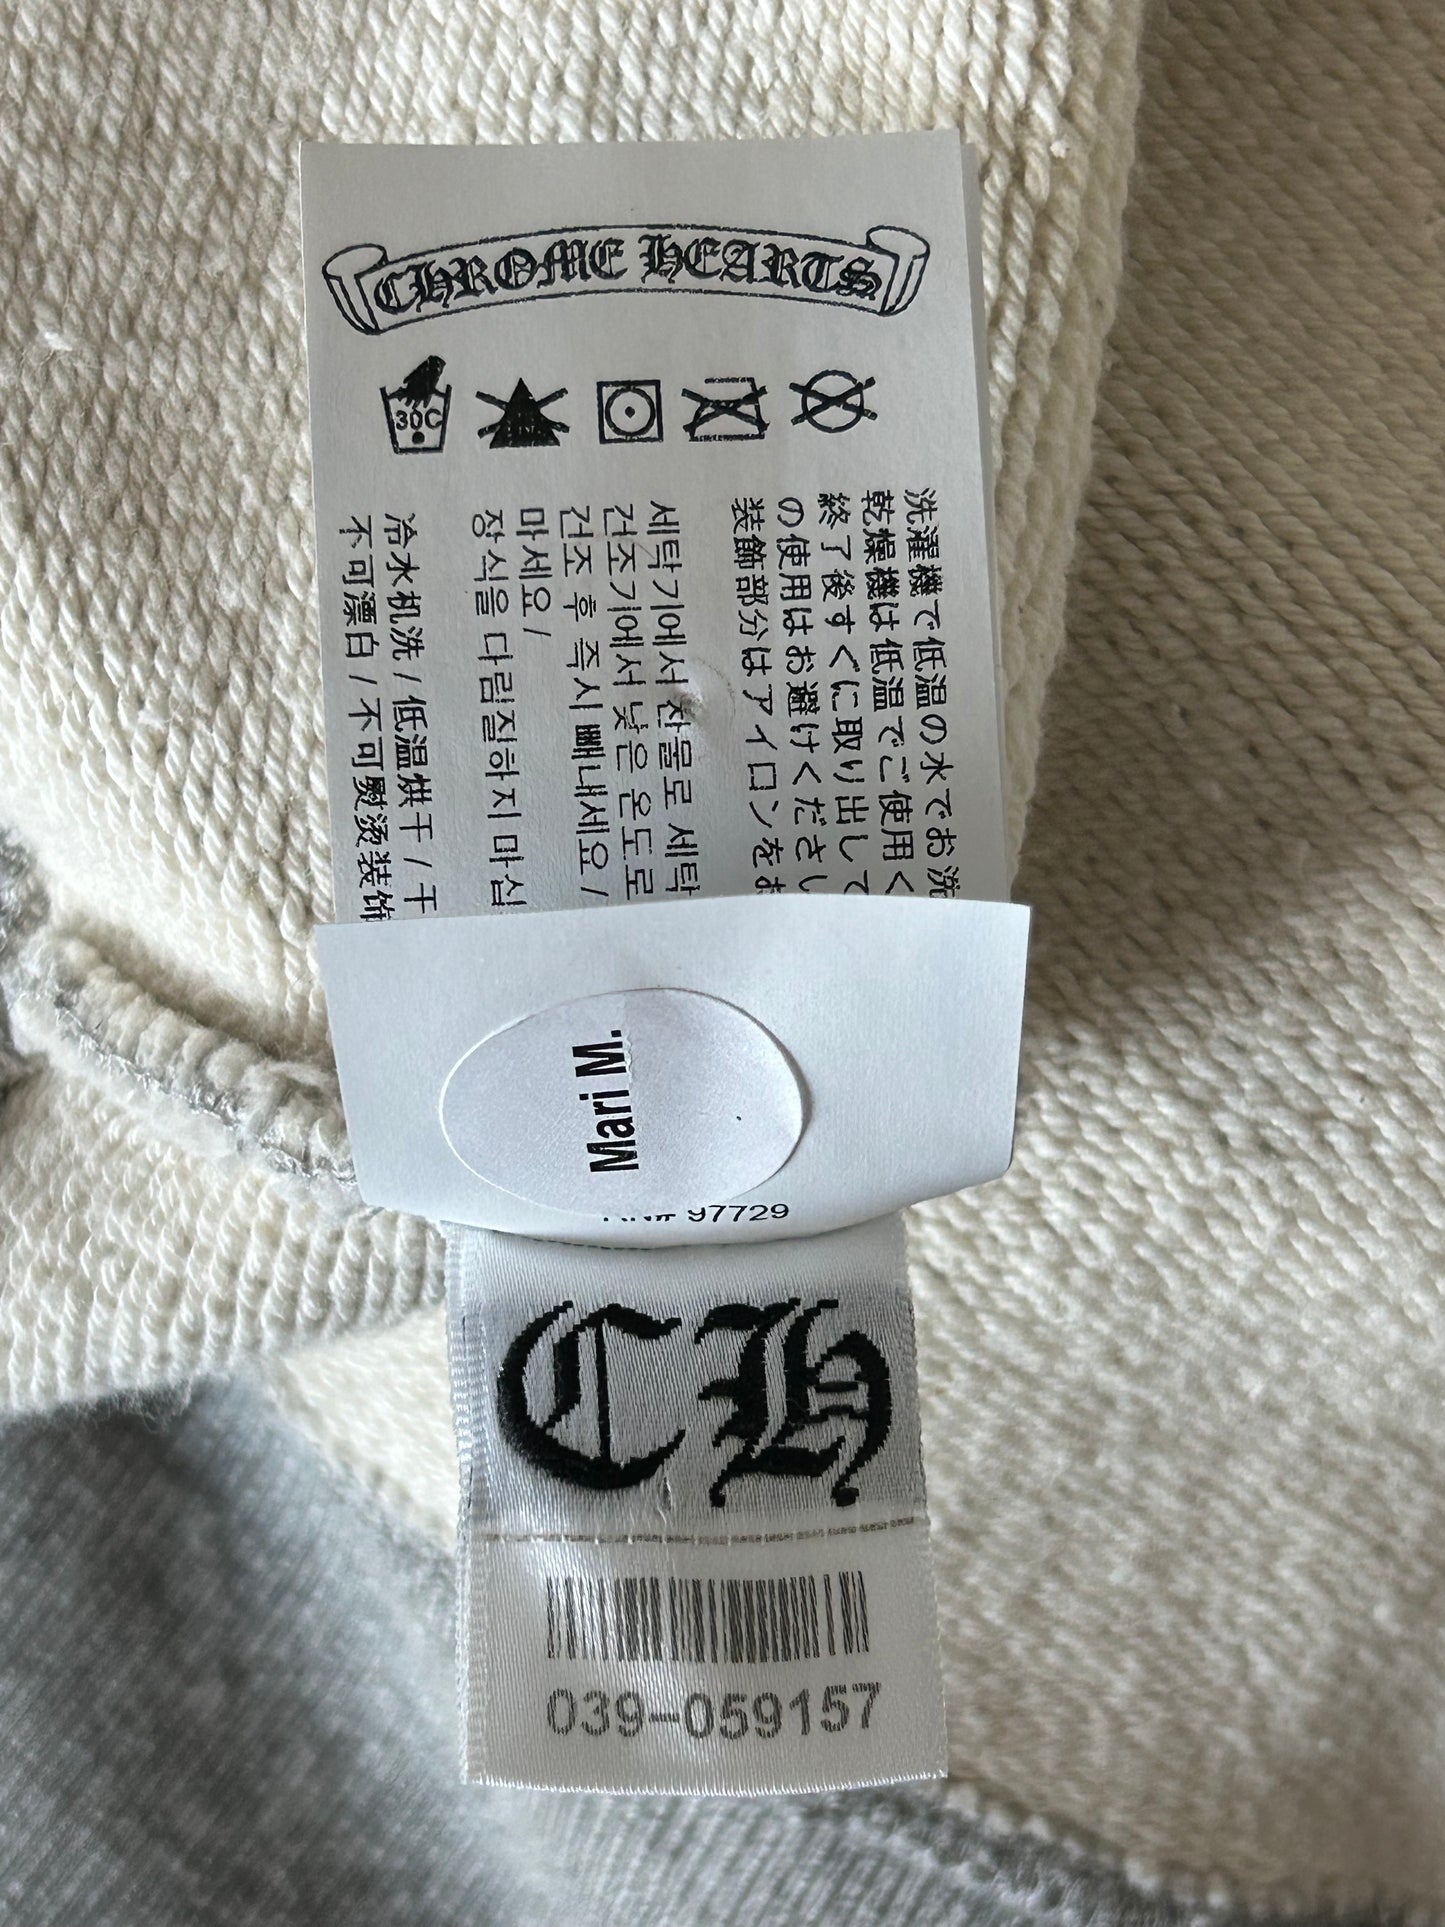 CHROME HEARTS
30C
洗濯機で低温の水でお洗
乾燥機は低温でご使用く
終了後すぐに取り出して
の使用はお避けくださし
装飾部分はアイロンをお
세탁기에서 찬물로 세탁
건조기에서 낮은 온도로
건조 후 즉시 빼내세요 /
마세요 /
장식을 다림질하지 마십
冷水机洗 / 低温烘干 / 干
不可漂白 / 不可熨烫装饰
Mari M.
RN# 97729
CH
039-059157